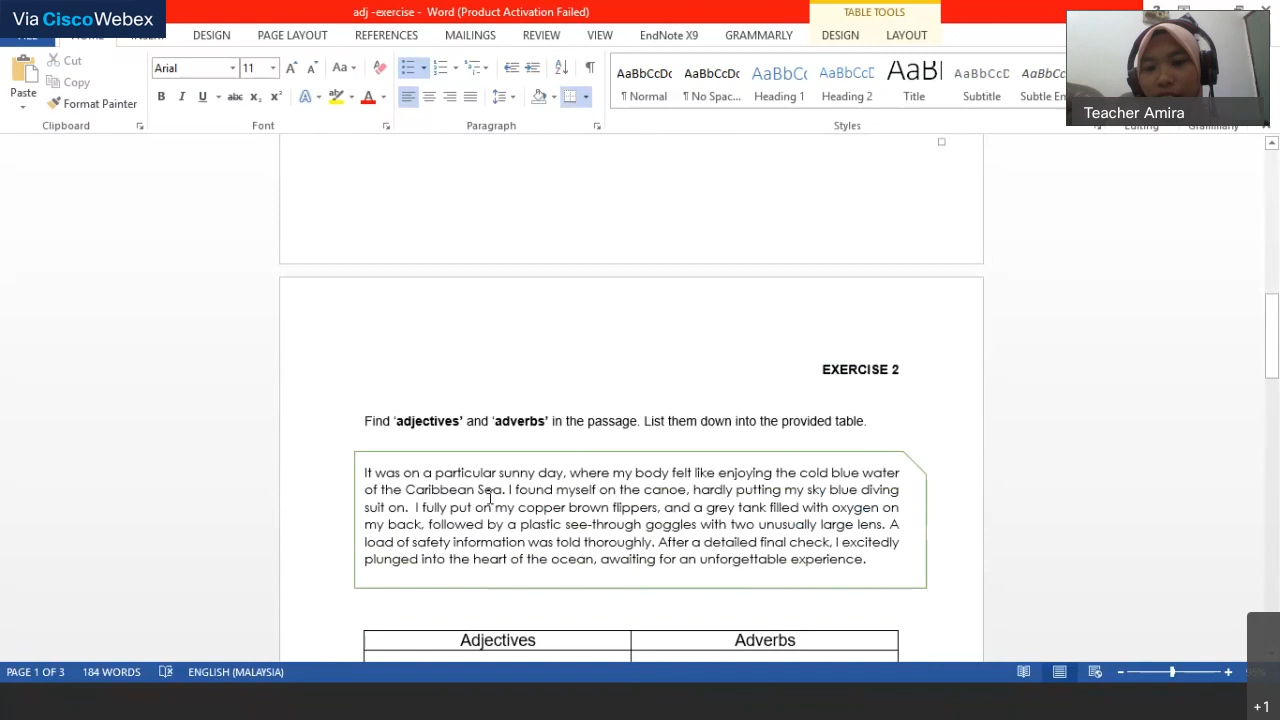 Via Cisco Webex
adj -exercise - Word (Product Activation Failed)
TABLE TOOLS
DESIGN PAGE LAYOUT REFERENCES MAILINGS REVIEW VIEW EndNote X9 GRAMMARLY DESIGN LAYOUT
Cut
Copy
Format Painter
Paste
Clipboard
Arial 11
Font
Paragraph
AaBbCcDc AaBbCcDc AaBbCc AaBbCcD AaBl AaBbCcD AaBbCc
¶ Normal ¶ No Spac... Heading 1 Heading 2 Title Subtitle Subtle En
Styles
Editing Grammarly
Teacher Amira
EXERCISE 2
Find ‘adjectives’ and ‘adverbs’ in the passage. List them down into the provided table.
It was on a particular sunny day, where my body felt like enjoying the cold blue water
of the Caribbean Sea. I found myself on the canoe, hardly putting my sky blue diving
suit on. I fully put on my copper brown flippers, and a grey tank filled with oxygen on
my back, followed by a plastic see-through goggles with two unusually large lens. A
load of safety information was told thoroughly. After a detailed final check, I excitedly
plunged into the heart of the ocean, awaiting for an unforgettable experience.
Adjectives Adverbs
PAGE 1 OF 3 184 WORDS ENGLISH (MALAYSIA)
+1